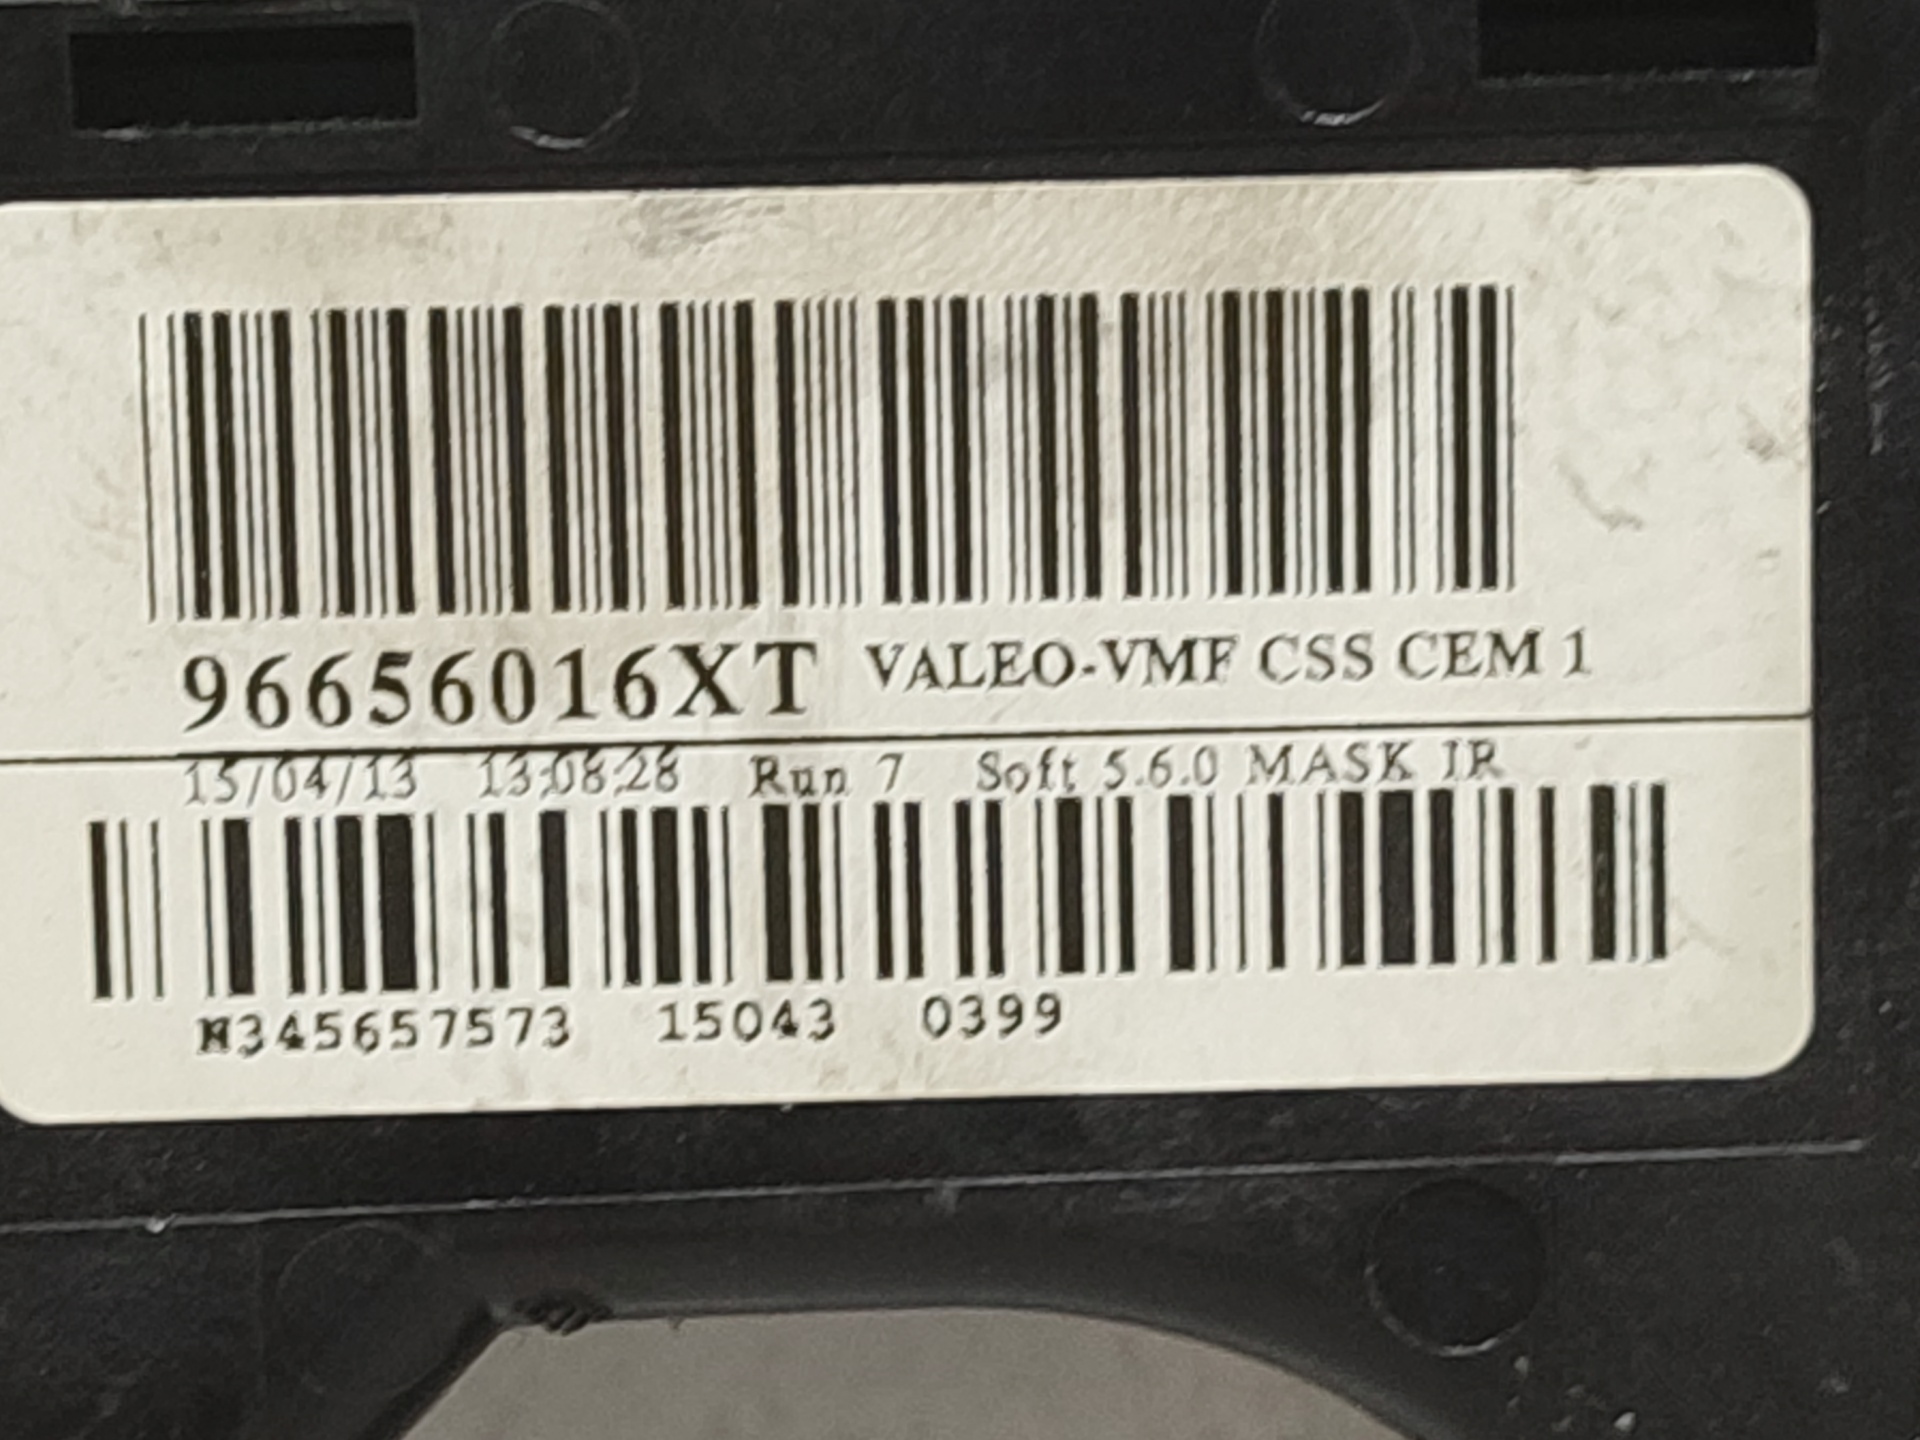 96656016XT VALEO-VMF CSS CEM 1
15/04/13 13:08:28 Run 7 Soft 5.6.0 MASK IR
N345657573 15043 0399